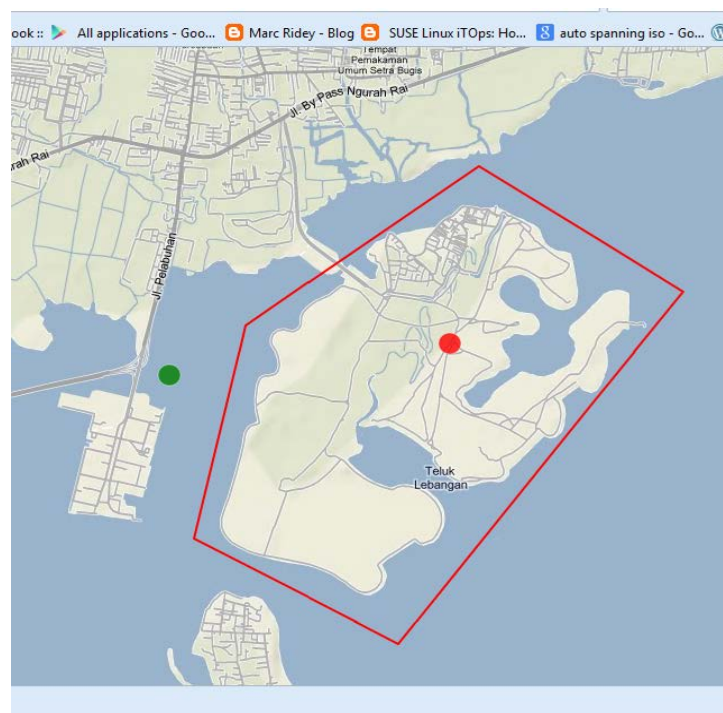 ook :: All applications - Goo... Marc Ridey - Blog SUSE Linux iTOps: Ho... auto spanning iso - Go...
Tempat
Pemakaman
Umum Setra Bugis
Jl. By Pass Ngurah Rai
rah Rai
Jl. Pelabuhan
Teluk
Lebangan